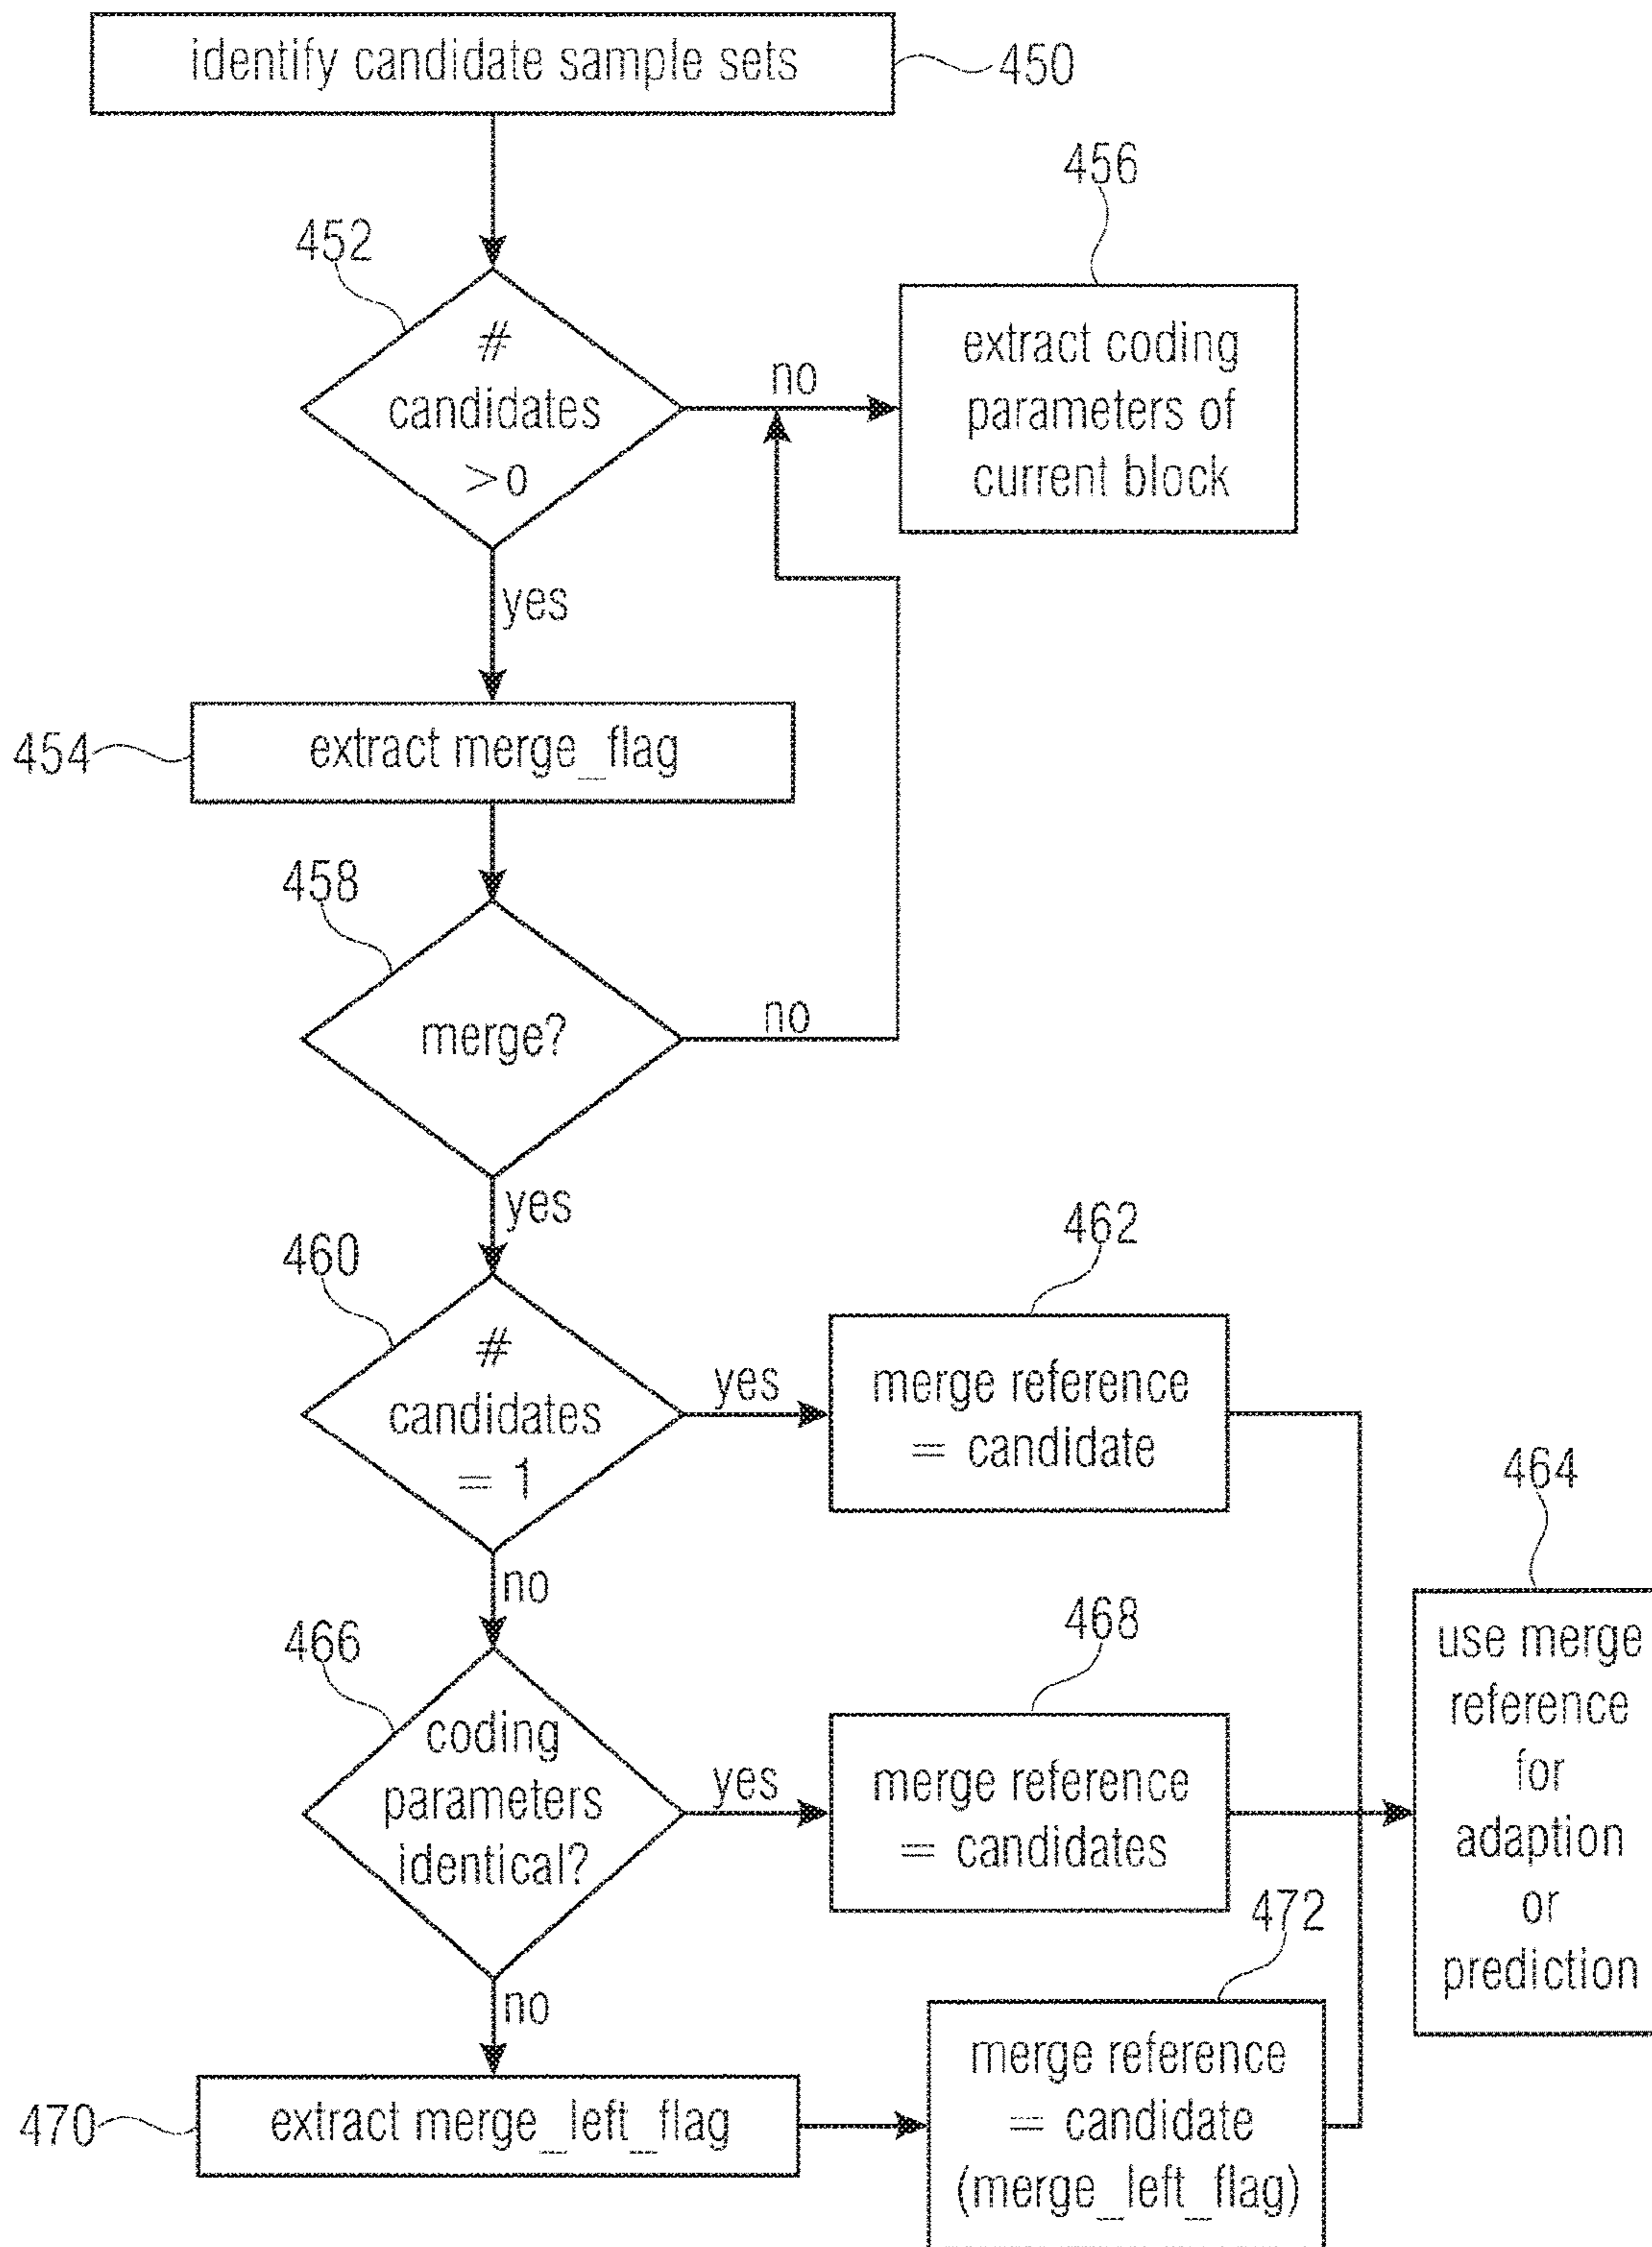 identify candidate sample sets
450
456
452
#
candidates
>0
no
extract coding
parameters of
current block
yes
454
extract merge_flag
458
merge?
no
yes
460
462
#
candidates
= 1
yes
merge reference
= candidate
464
no
466
468
coding
parameters
identical?
yes
merge reference
= candidates
use merge
reference
for
adaption
or
prediction
472
no
470
extract merge_left_flag
merge reference
= candidate
(merge_left_flag)